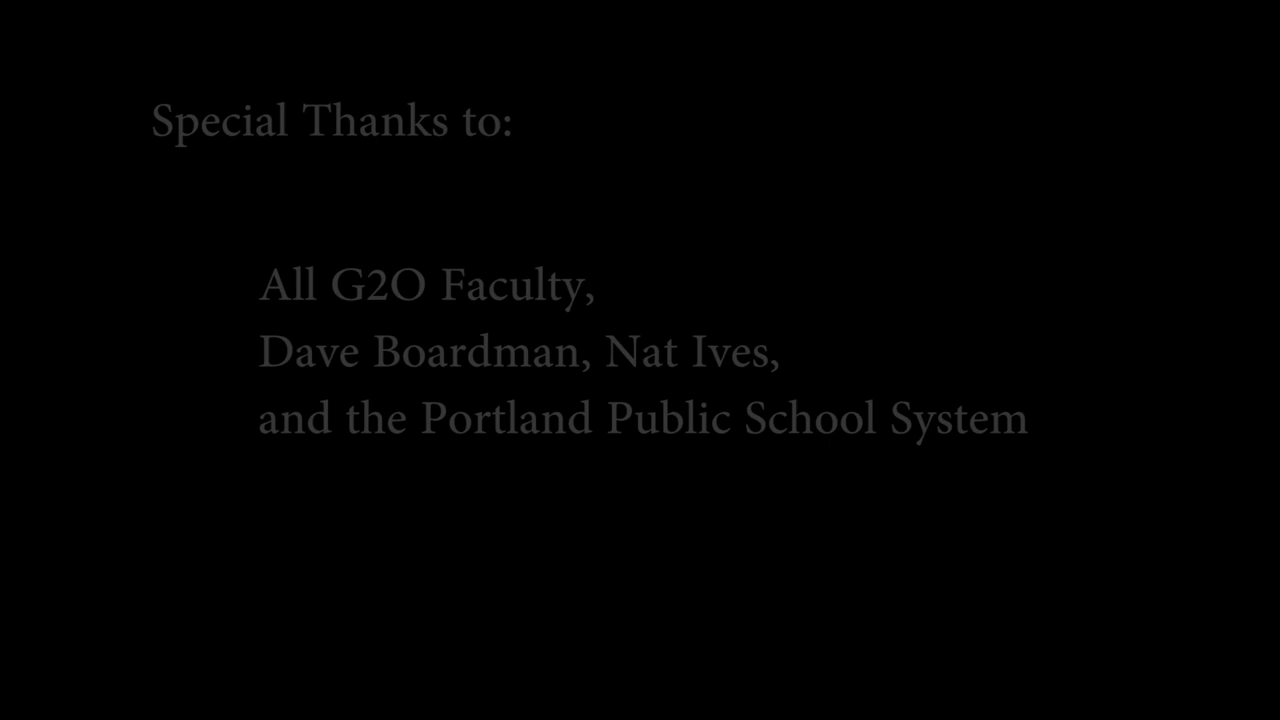 Special Thanks to:
All G2O Faculty,
Dave Boardman, Nat Ives,
and the Portland Public School System